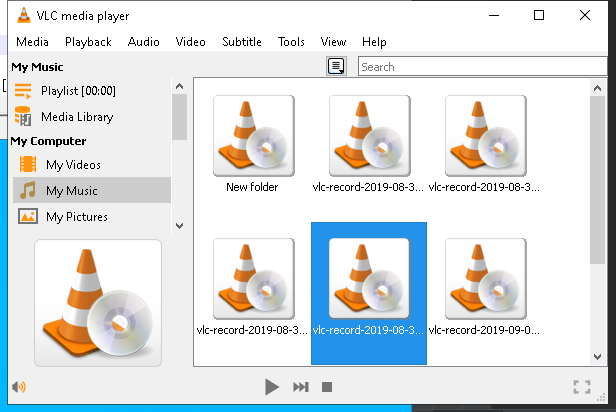 VLC media player
Media Playback Audio Video Subtitle Tools View Help
My Music
Search
Playlist [00:00]
Media Library
My Computer
My Videos
My Music
My Pictures
New folder
vlc-record-2019-08-3...
vlc-record-2019-08-3...
vlc-record-2019-08-3...
vlc-record-2019-08-3...
vlc-record-2019-09-0...